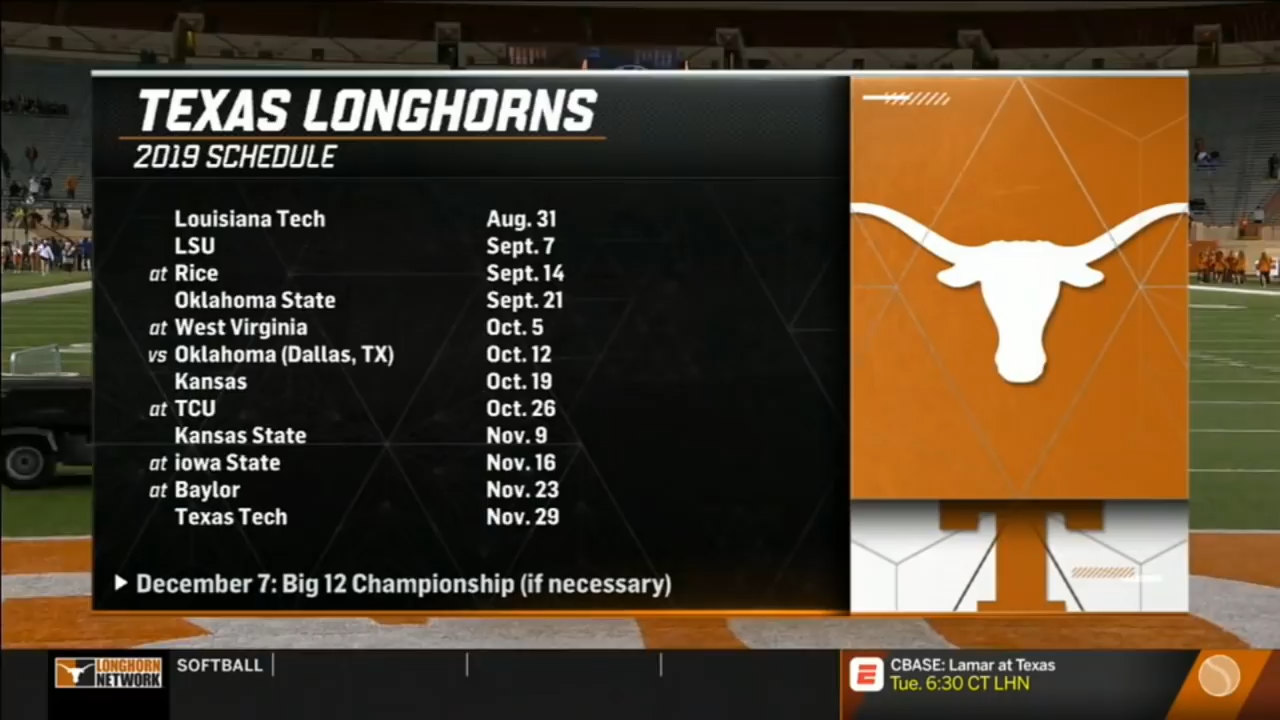 TEXAS LONGHORNS
2019 SCHEDULE
Louisiana Tech Aug. 31
LSU Sept. 7
at Rice Sept. 14
Oklahoma State Sept. 21
at West Virginia Oct. 5
vs Oklahoma (Dallas, TX) Oct. 12
Kansas Oct. 19
at TCU Oct. 26
Kansas State Nov. 9
at iowa State Nov. 16
at Baylor Nov. 23
Texas Tech Nov. 29
December 7: Big 12 Championship (if necessary)
T
LONGHORN
NETWORK
SOFTBALL
E
CBASE: Lamar at Texas
Tue. 6:30 CT LHN